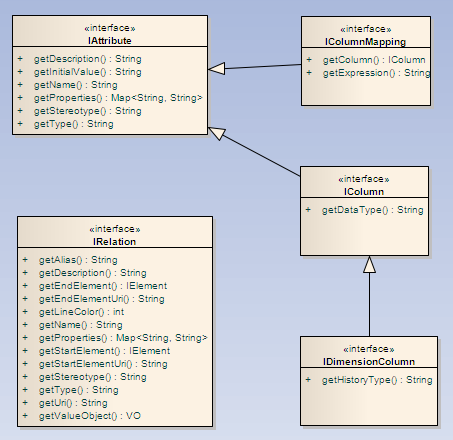 «interface»
IAttribute
+ getDescription() : String
+ getInitialValue() : String
+ getName() : String
+ getProperties() : Map<String, String>
+ getStereotype() : String
+ getType() : String
«interface»
IColumnMapping
+ getColumn() : IColumn
+ getExpression() : String
«interface»
IColumn
+ getDataType() : String
«interface»
IRelation
+ getAlias() : String
+ getDescription() : String
+ getEndElement() : IElement
+ getEndElementUri() : String
+ getLineColor() : int
+ getName() : String
+ getProperties() : Map<String, String>
+ getStartElement() : IElement
+ getStartElementUri() : String
+ getStereotype() : String
+ getType() : String
+ getUri() : String
+ getValueObject() : VO
«interface»
IDimensionColumn
+ getHistoryType() : String